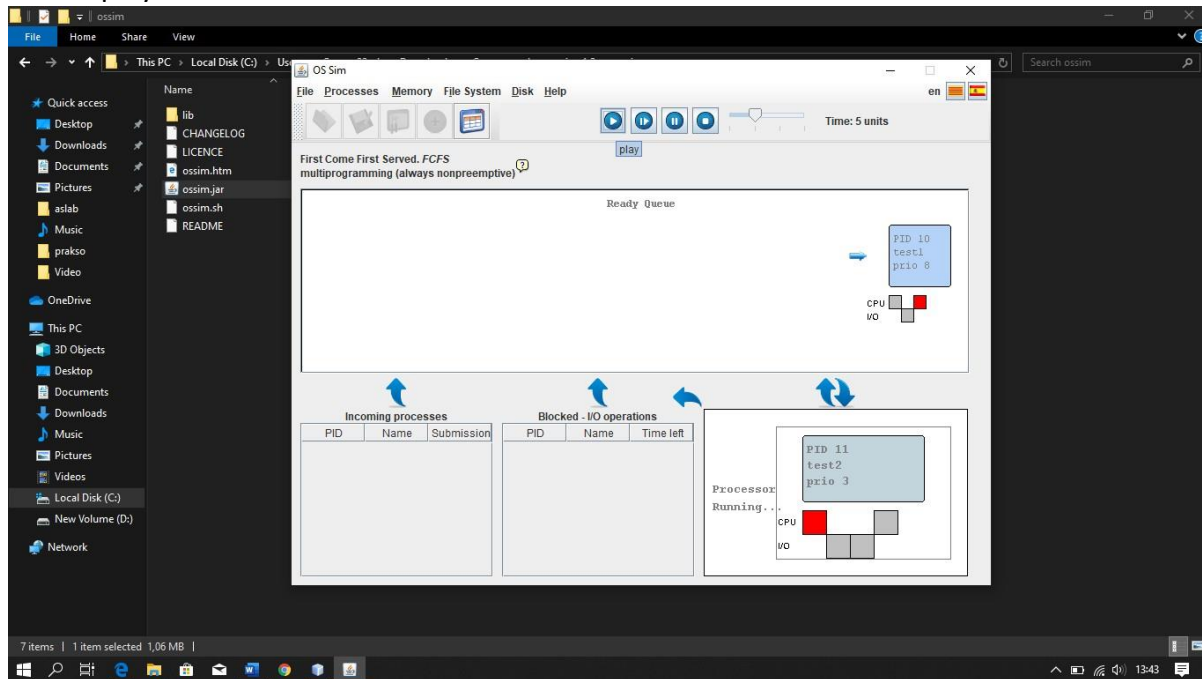 ossim
File Home Share View
This PC › Local Disk (C:) ›
Search ossim
Quick access
Desktop
Downloads
Documents
Pictures
aslab
Music
prakso
Video
OneDrive
This PC
3D Objects
Desktop
Documents
Downloads
Music
Pictures
Videos
Local Disk (C:)
New Volume (D:)
Network
Name
lib
CHANGELOG
LICENCE
ossim.htm
ossim.jar
ossim.sh
README
OS Sim
File Processes Memory File System Disk Help
en
Time: 5 units
play
First Come First Served. FCFS
multiprogramming (always nonpreemptive)
?
Ready Queue
PID 10
test1
prio 8
CPU
I/O
Incoming processes
PID Name Submission
Blocked - I/O operations
PID Name Time left
PID 11
test2
prio 3
Processor
Running...
CPU
I/O
7 items | 1 item selected 1,06 MB |
13:43